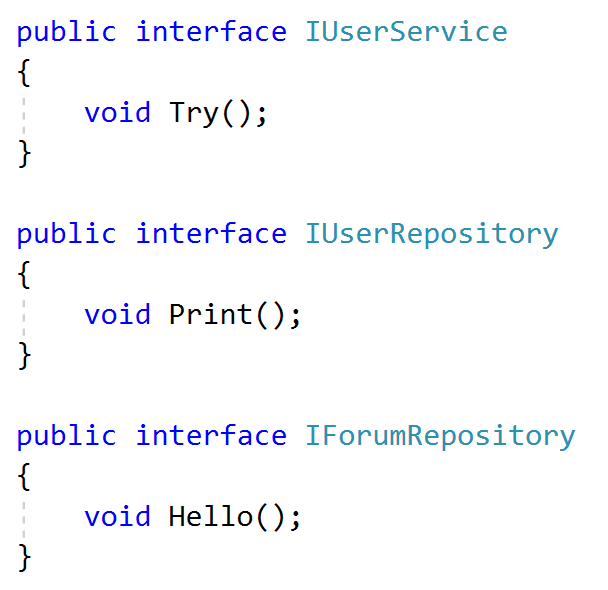 public interface IUserService
{
    void Try();
}

public interface IUserRepository
{
    void Print();
}

public interface IForumRepository
{
    void Hello();
}